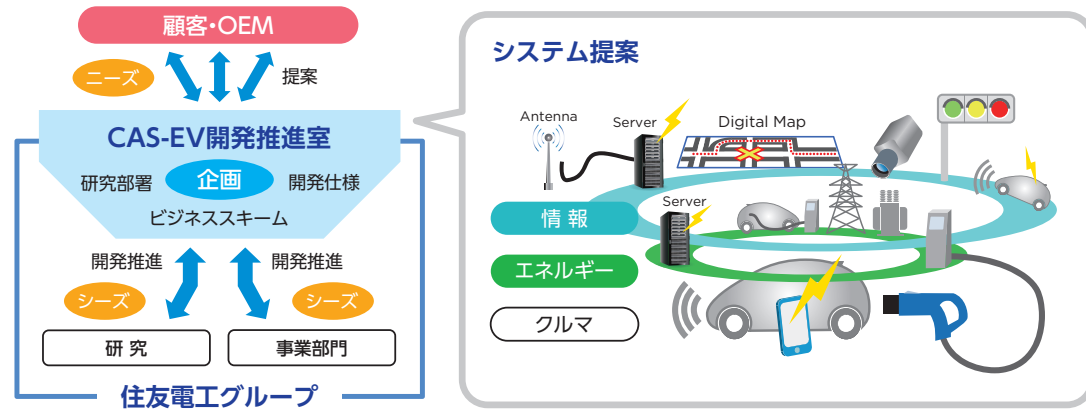 顧客・OEM
ニーズ
提案
CAS-EV開発推進室
研究部署
企画
開発仕様
ビジネススキーム
開発推進
開発推進
シーズ
シーズ
研 究
事業部門
住友電工グループ
システム提案
Antenna
Server
Digital Map
情 報
Server
エネルギー
クルマ